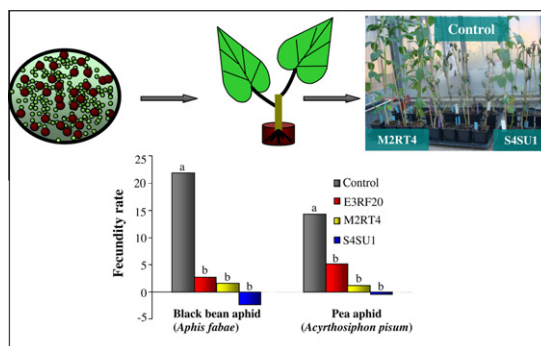 Control
M2RT4
S4SU1
25
20
15
10
5
0
-5
Fecundity rate
a
b
b
b
a
b
b
b
Control
E3RF20
M2RT4
S4SU1
Black bean aphid
(Aphis fabae)
Pea aphid
(Acyrthosiphon pisum)